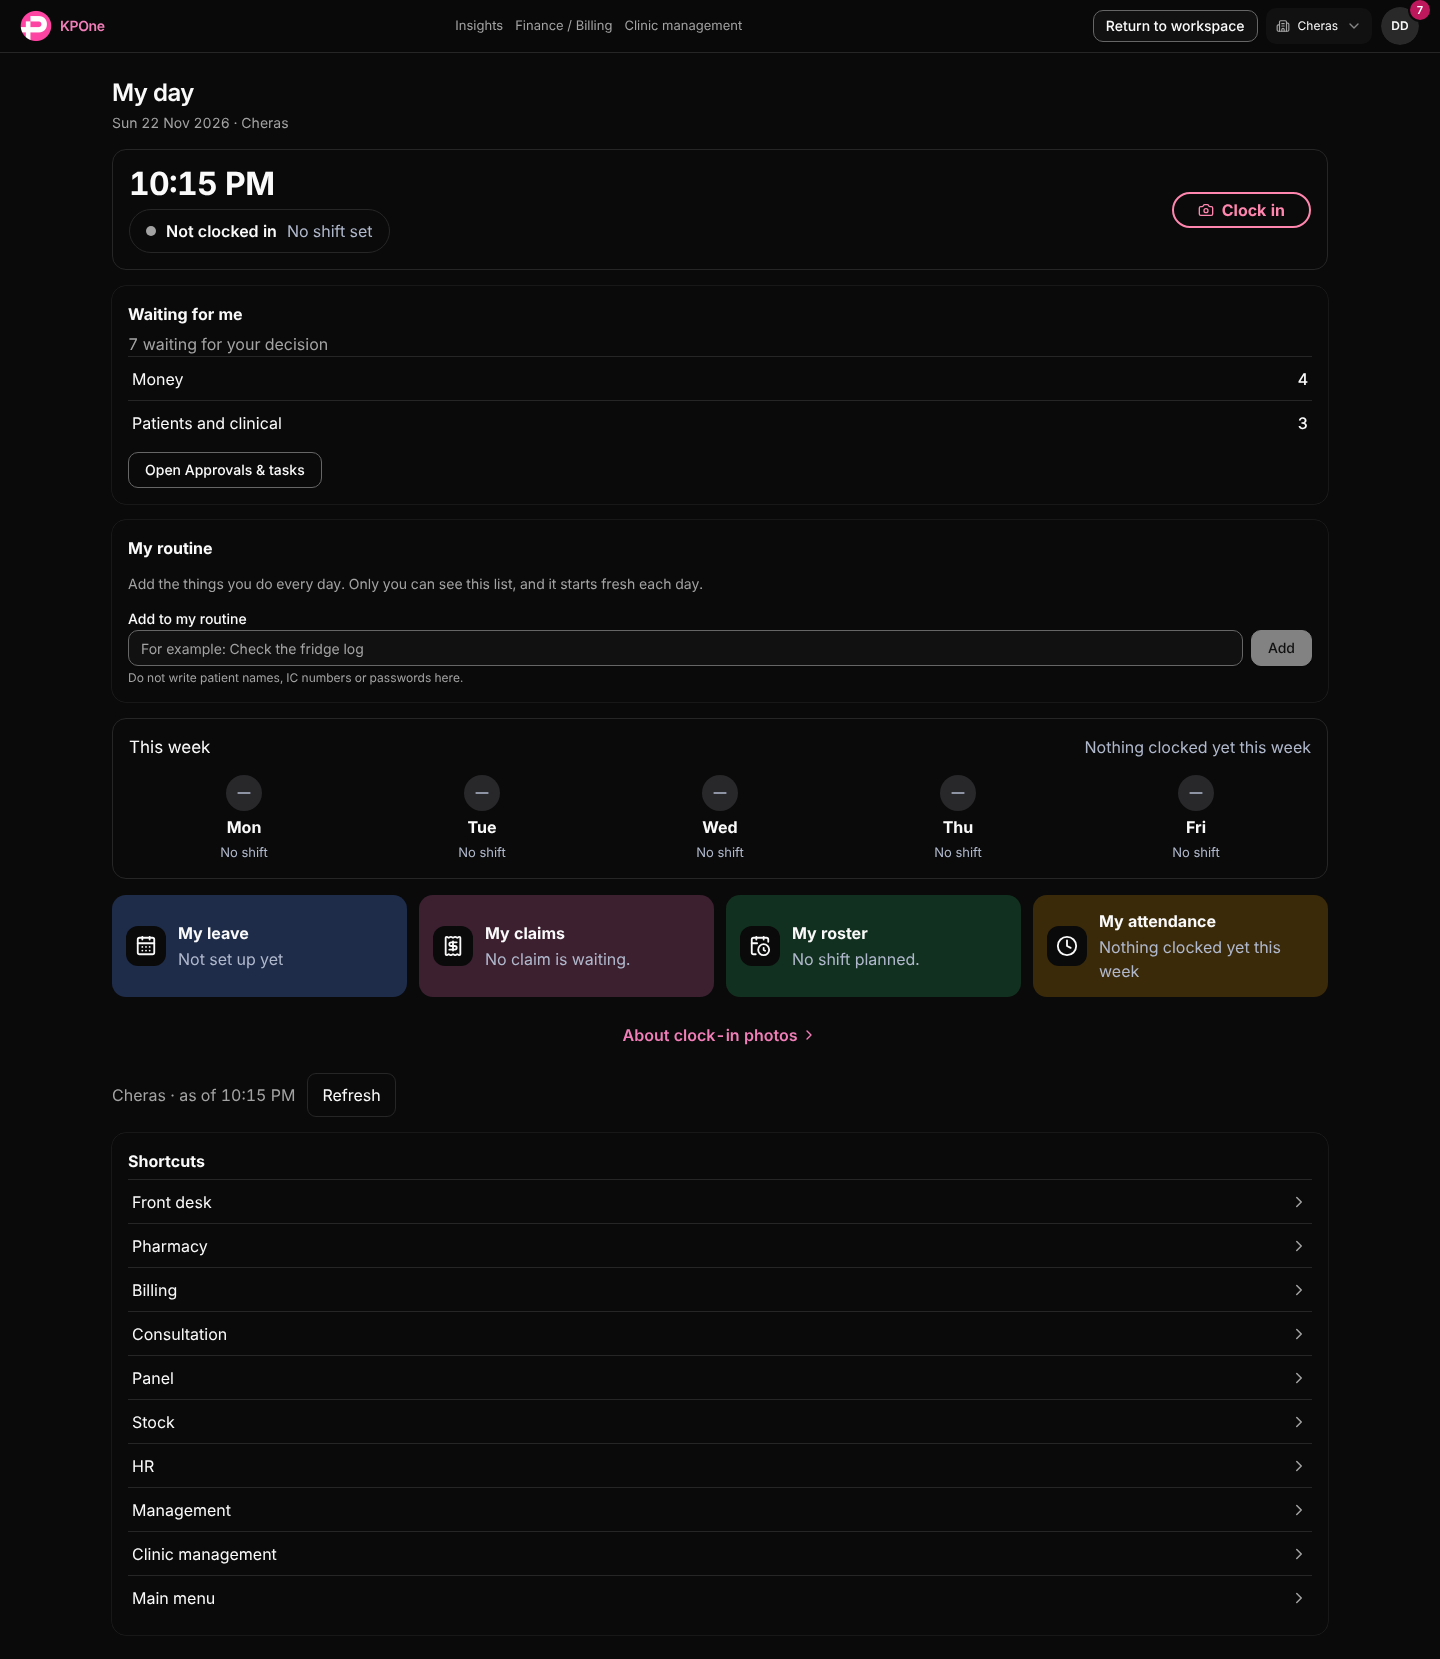 KPOne
Insights
Finance / Billing
Clinic management
Return to workspace
Cheras
DD
7
My day
Sun 22 Nov 2026 · Cheras
10:15 PM
Not clocked in No shift set
Clock in
Waiting for me
7 waiting for your decision
Money 4
Patients and clinical 3
Open Approvals & tasks
My routine
Add the things you do every day. Only you can see this list, and it starts fresh each day.
Add to my routine
For example: Check the fridge log
Add
Do not write patient names, IC numbers or passwords here.
This week
Nothing clocked yet this week
Mon
No shift
Tue
No shift
Wed
No shift
Thu
No shift
Fri
No shift
My leave
Not set up yet
My claims
No claim is waiting.
My roster
No shift planned.
My attendance
Nothing clocked yet this
week
About clock-in photos
Cheras · as of 10:15 PM
Refresh
Shortcuts
Front desk
Pharmacy
Billing
Consultation
Panel
Stock
HR
Management
Clinic management
Main menu